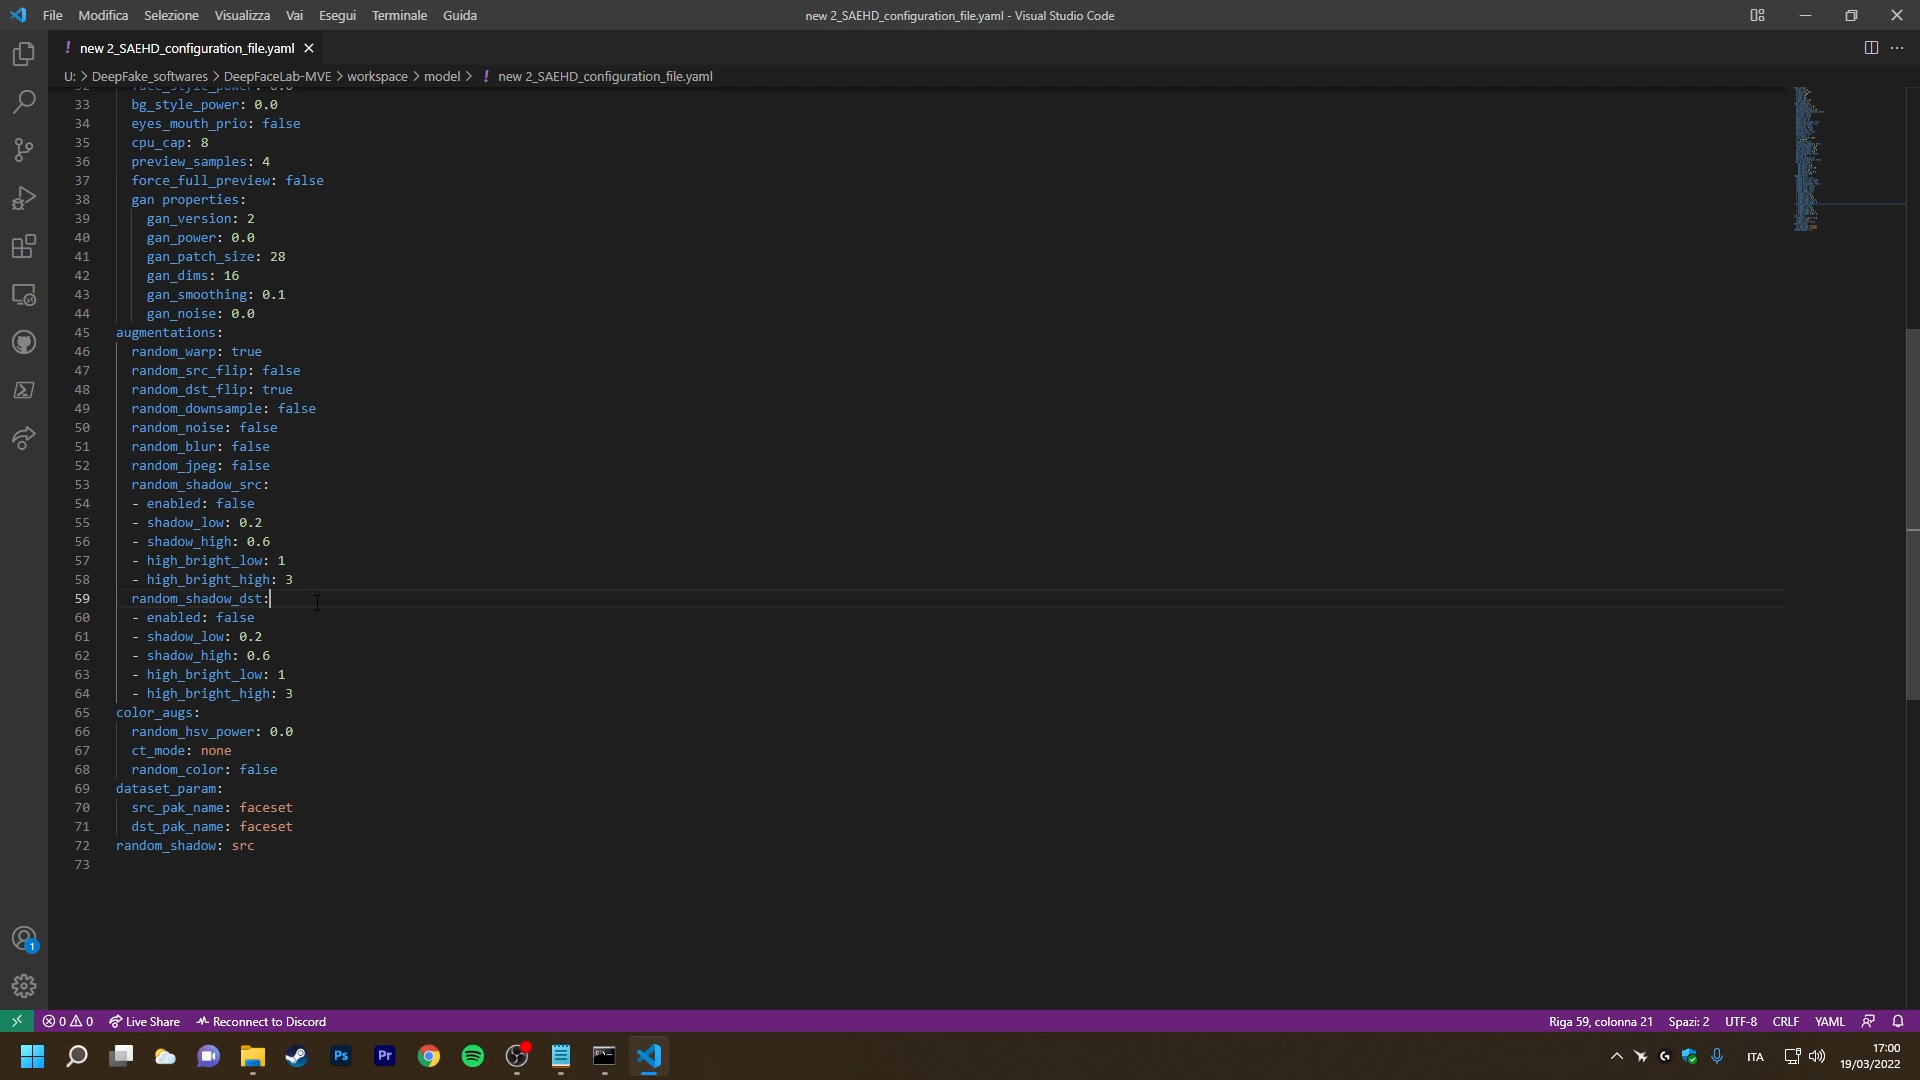 File Modifica Selezione Visualizza Vai Esegui Terminale Guida
new 2_SAEHD_configuration_file.yaml - Visual Studio Code
! new 2_SAEHD_configuration_file.yaml
U: > DeepFake_softwares > DeepFaceLab-MVE > workspace > model > ! new 2_SAEHD_configuration_file.yaml
32 face_style_power: 0.0
33 bg_style_power: 0.0
34 eyes_mouth_prio: false
35 cpu_cap: 8
36 preview_samples: 4
37 force_full_preview: false
38 gan properties:
39 gan_version: 2
40 gan_power: 0.0
41 gan_patch_size: 28
42 gan_dims: 16
43 gan_smoothing: 0.1
44 gan_noise: 0.0
45 augmentations:
46 random_warp: true
47 random_src_flip: false
48 random_dst_flip: true
49 random_downsample: false
50 random_noise: false
51 random_blur: false
52 random_jpeg: false
53 random_shadow_src:
54 - enabled: false
55 - shadow_low: 0.2
56 - shadow_high: 0.6
57 - high_bright_low: 1
58 - high_bright_high: 3
59 random_shadow_dst:
60 - enabled: false
61 - shadow_low: 0.2
62 - shadow_high: 0.6
63 - high_bright_low: 1
64 - high_bright_high: 3
65 color_augs:
66 random_hsv_power: 0.0
67 ct_mode: none
68 random_color: false
69 dataset_param:
70 src_pak_name: faceset
71 dst_pak_name: faceset
72 random_shadow: src
73
1
0 0 Live Share Reconnect to Discord
Riga 59, colonna 21 Spazi: 2 UTF-8 CRLF YAML
Ps Pr
ITA
17:00
19/03/2022